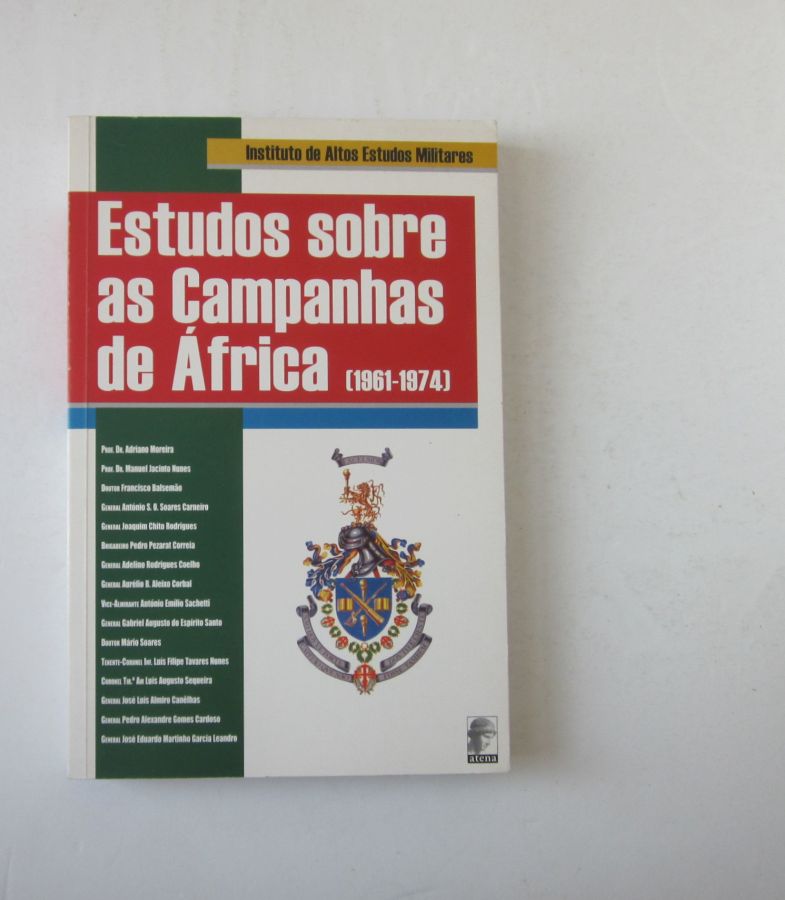 Instituto de Altos Estudos Militares
Estudos sobre
as Campanhas
de África (1961-1974)
Prof. Dr. Adriano Moreira
Prof. Dr. Manuel Jacinto Nunes
Doutor Francisco Balsemão
General António S. O. Soares Carneiro
General Joaquim Chito Rodrigues
Brigadeiro Pedro Pezarat Correia
General Adelino Rodrigues Coelho
General Aurélio B. Aleixo Corbal
Vice-Almirante António Emílio Sachetti
General Gabriel Augusto do Espírito Santo
Doutor Mário Soares
Tenente-Coronel Inf. Luís Filipe Tavares Nunes
Coronel Tir.º Am Luís Augusto Sequeira
General José Luís Almiro Canêlhas
General Pedro Alexandre Gomes Cardoso
General José Eduardo Martinho Garcia Leandro
atena